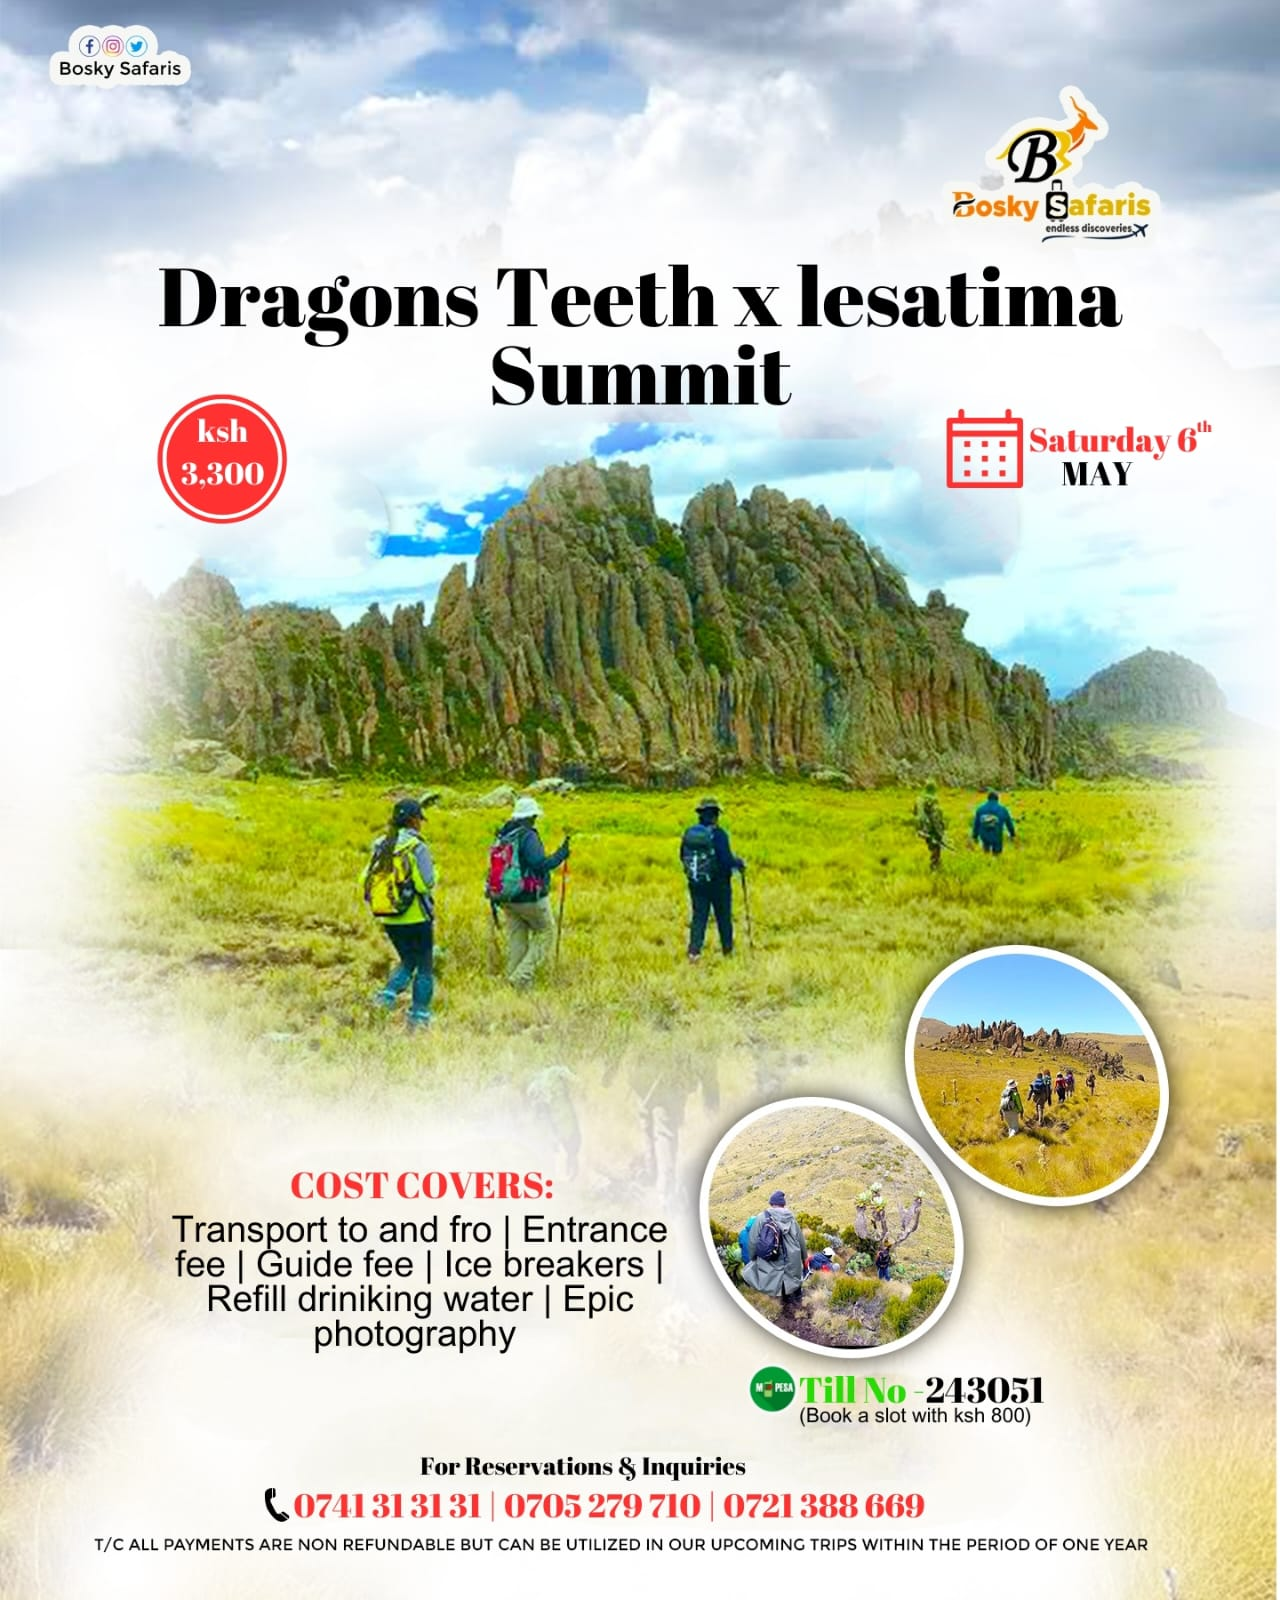 Bosky Safaris
B
Bosky Safaris
endless discoveries
Dragons Teeth x lesatima
Summit
ksh
3,300
Saturday 6th
MAY
COST COVERS:
Transport to and fro | Entrance
fee | Guide fee | Ice breakers |
Refill driniking water | Epic
photography
M PESA
Till No -243051
(Book a slot with ksh 800)
For Reservations & Inquiries
0741 31 31 31 | 0705 279 710 | 0721 388 669
T/C ALL PAYMENTS ARE NON REFUNDABLE BUT CAN BE UTILIZED IN OUR UPCOMING TRIPS WITHIN THE PERIOD OF ONE YEAR